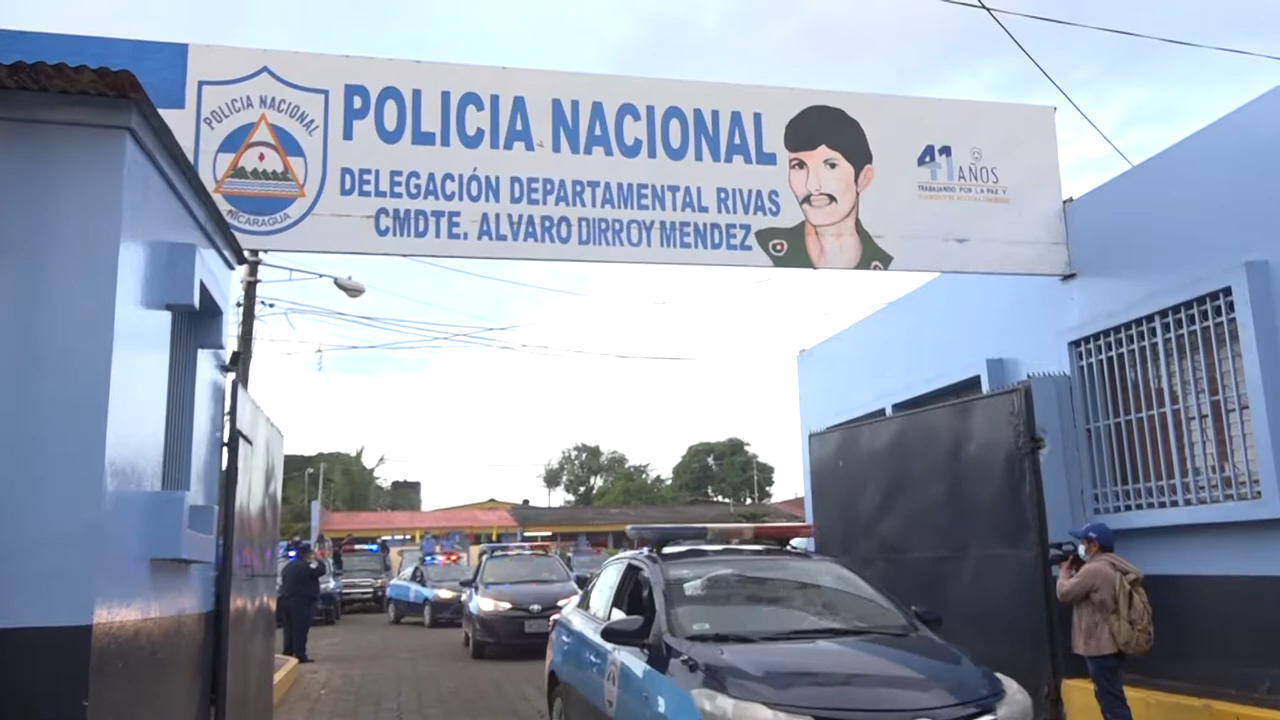 POLICIA NACIONAL
NICARAGUA
POLICIA NACIONAL
DELEGACIÓN DEPARTAMENTAL RIVAS
CMDTE. ALVARO DIRROY MENDEZ
41 AÑOS
TRABAJANDO POR LA PAZ Y